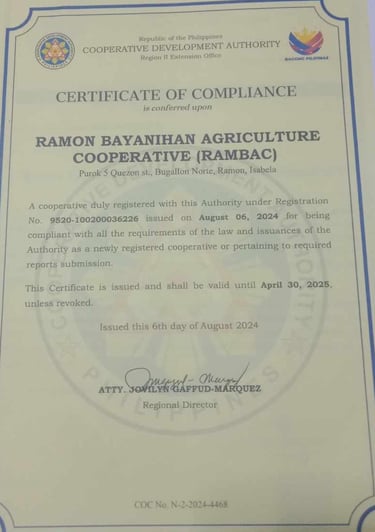 Republic of the Philippines
COOPERATIVE DEVELOPMENT AUTHORITY
Region II Extension Office
BAGONG PILIPINAS
CERTIFICATE OF COMPLIANCE
is conferred upon
RAMON BAYANIHAN AGRICULTURE
COOPERATIVE (RAMBAC)
Purok 5 Quezon st., Bugallon Norte, Ramon, Isabela
A cooperative duly registered with this Authority under Registration
No. 9520-100200036226 issued on August 06, 2024 for being
compliant with all the requirements of the law and issuances of the
Authority as a newly registered cooperative or pertaining to required
reports submission.
This Certificate is issued and shall be valid until April 30, 2025,
unless revoked.
Issued this 6th day of August 2024
ATTY. JOVILYN GAFFUD-MARQUEZ
Regional Director
COC No. N-2-2024-4468